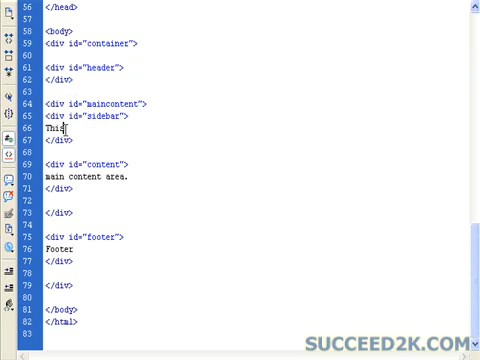 56 </head>
57
58 <body>
59 <div id="container">
60
61 <div id="header">
62 </div>
63
64 <div id="maincontent">
65 <div id="sidebar">
66 This
67 </div>
68
69 <div id="content">
70 main content area.
71 </div>
72
73 </div>
74
75 <div id="footer">
76 Footer
77 </div>
78
79 </div>
80
81 </body>
82 </html>
83
SUCCEED2K.COM